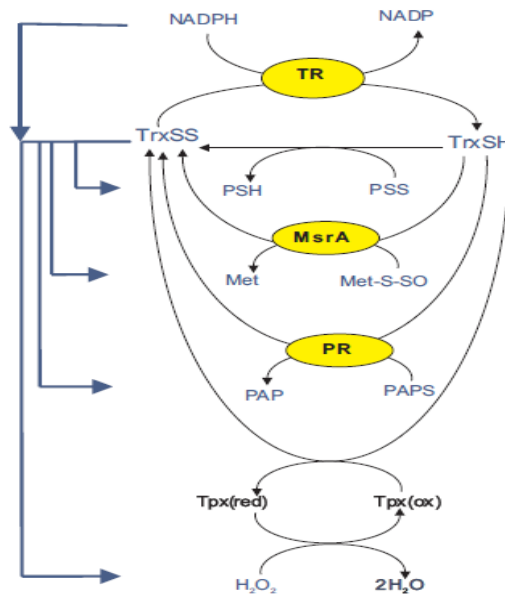 NADPH NADP
TR
TrxSS TrxSH
PSH PSS
MsrA
Met Met-S-SO
PR
PAP PAPS
Tpx(red) Tpx(ox)
H₂O₂ 2H₂O